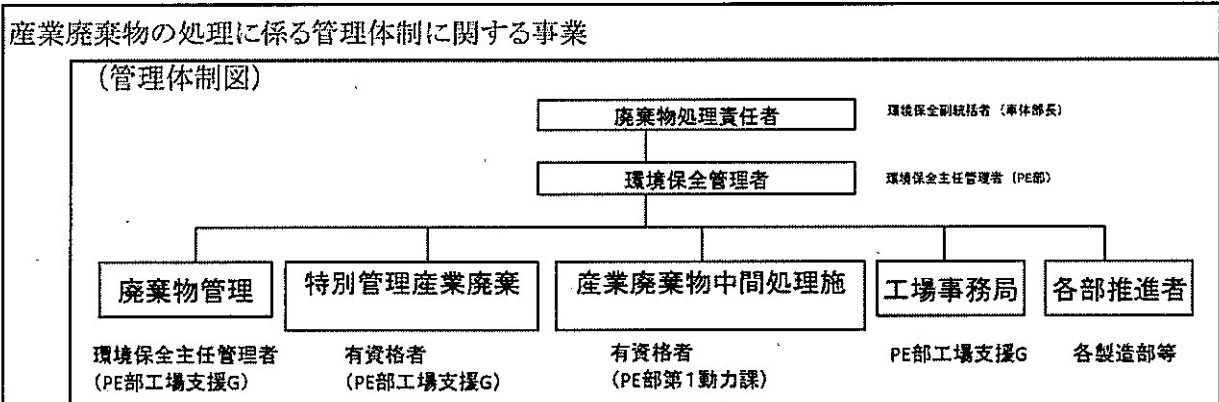 産業廃棄物の処理に係る管理体制に関する事業
(管理体制図)
廃棄物処理責任者
環境保全副統括者 (車体部長)
環境保全管理者
環境保全主任管理者 (PE部)
廃棄物管理
特別管理産業廃棄
産業廃棄物中間処理施
工場事務局
各部推進者
環境保全主任管理者
(PE部工場支援G)
有資格者
(PE部工場支援G)
有資格者
(PE部第1動力課)
PE部工場支援G
各製造部等